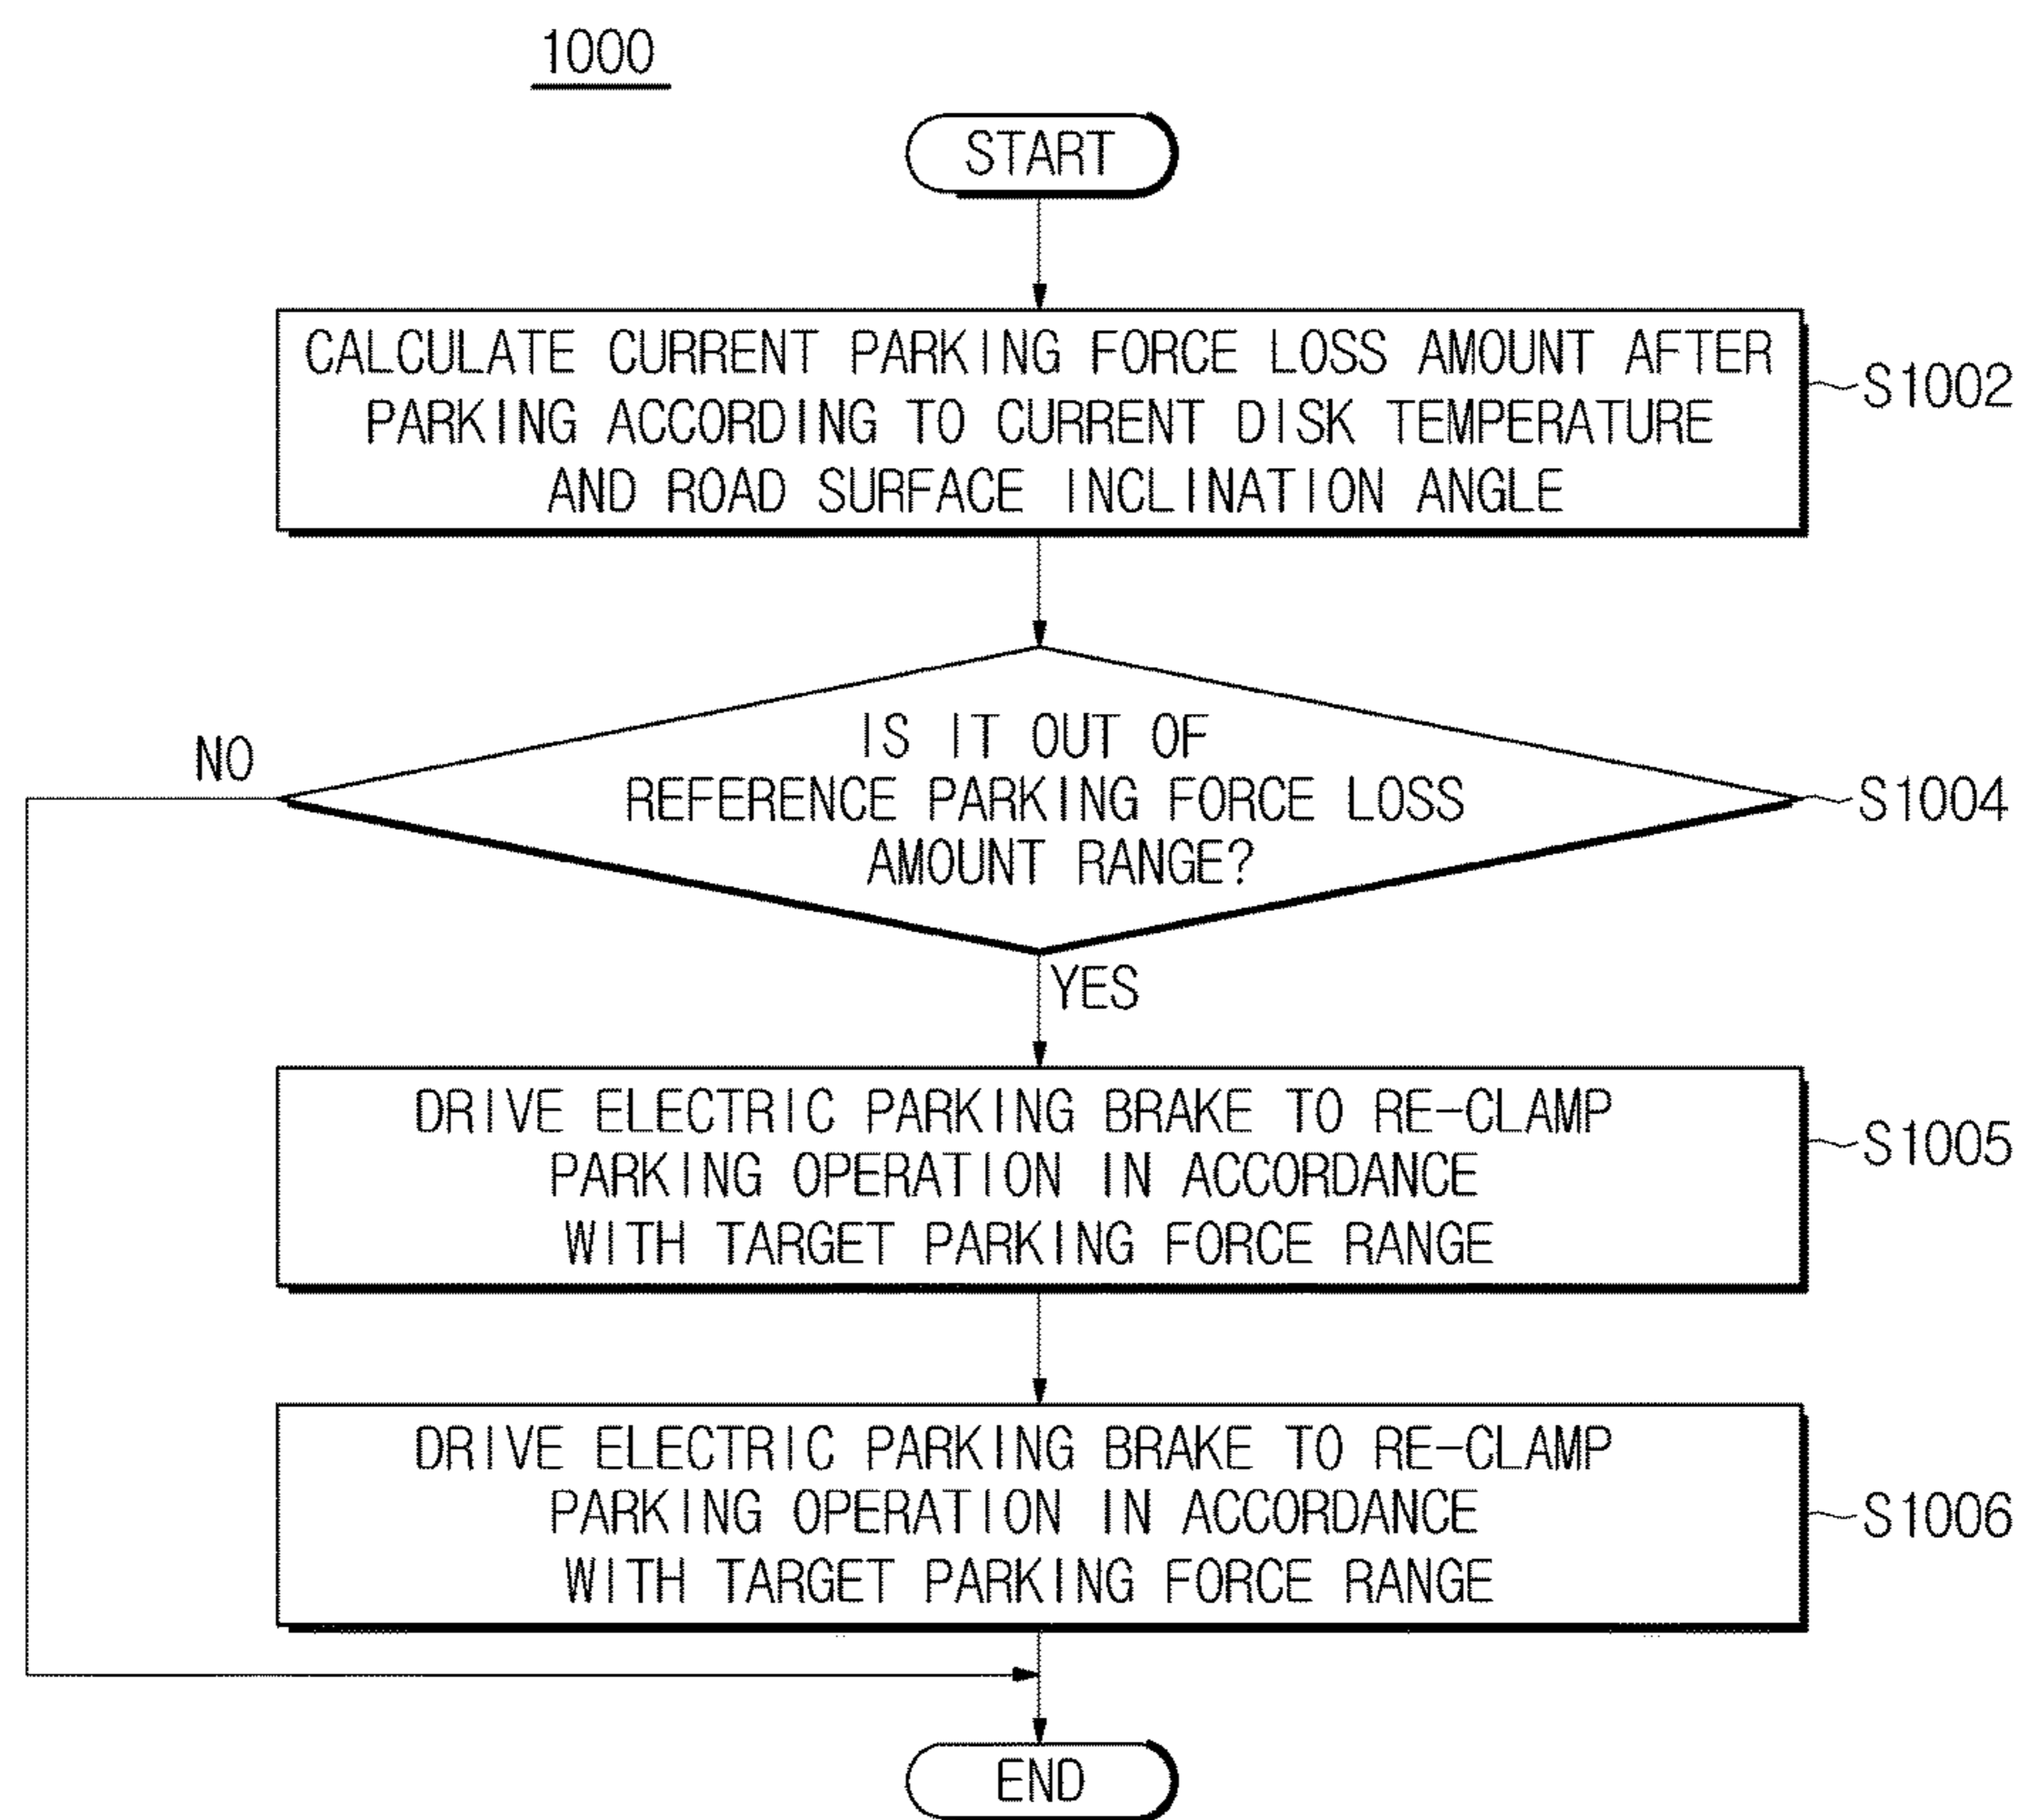 1000
START
CALCULATE CURRENT PARKING FORCE LOSS AMOUNT AFTER
PARKING ACCORDING TO CURRENT DISK TEMPERATURE
AND ROAD SURFACE INCLINATION ANGLE
S1002
NO
IS IT OUT OF
REFERENCE PARKING FORCE LOSS
AMOUNT RANGE?
S1004
YES
DRIVE ELECTRIC PARKING BRAKE TO RE-CLAMP
PARKING OPERATION IN ACCORDANCE
WITH TARGET PARKING FORCE RANGE
S1005
DRIVE ELECTRIC PARKING BRAKE TO RE-CLAMP
PARKING OPERATION IN ACCORDANCE
WITH TARGET PARKING FORCE RANGE
S1006
END